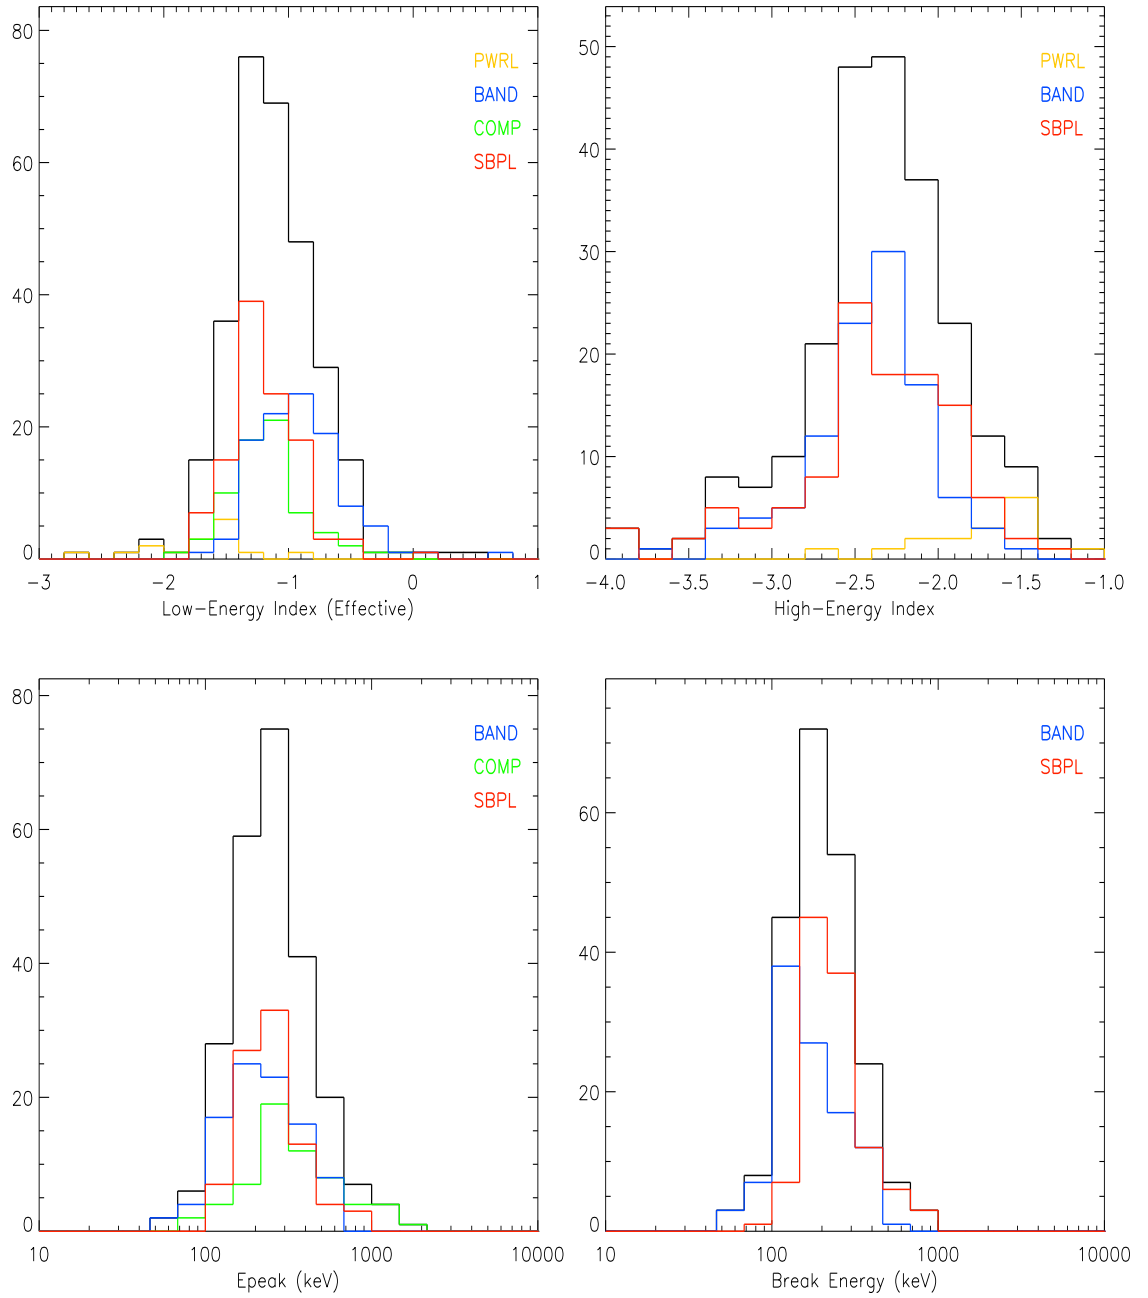 80
60
40
20
0
PWRL
BAND
COMP
SBPL
−3 −2 −1 0 1
Low−Energy Index (Effective)
50
40
30
20
10
0
PWRL
BAND
SBPL
−4.0 −3.5 −3.0 −2.5 −2.0 −1.5 −1.0
High−Energy Index
80
60
40
20
0
BAND
COMP
SBPL
10 100 1000 10000
Epeak (keV)
60
40
20
0
BAND
SBPL
10 100 1000 10000
Break Energy (keV)